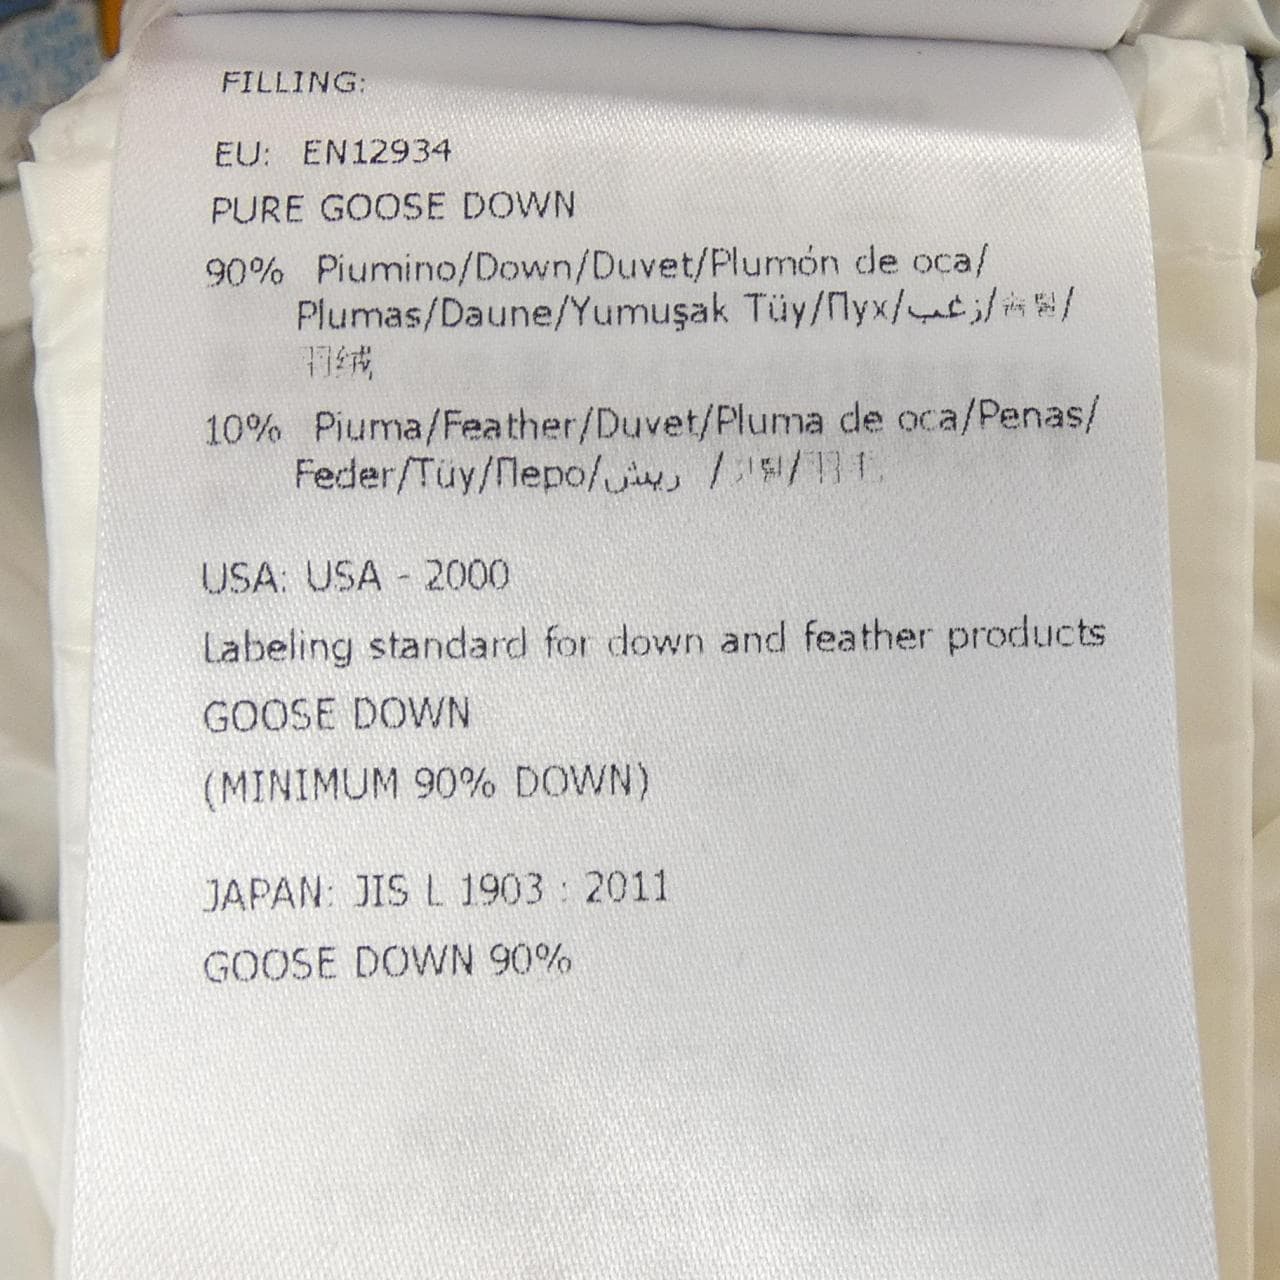 FILLING:
EU: EN12934
PURE GOOSE DOWN
90% Piumino/Down/Duvet/Plumón de oca/
Plumas/Daune/Yumuşak Tüy/Пух/زغب/
羽绒
10% Piuma/Feather/Duvet/Pluma de oca/Penas/
Feder/Tüy/Перо/ريش /羽毛
USA: USA - 2000
Labeling standard for down and feather products
GOOSE DOWN
(MINIMUM 90% DOWN)
JAPAN: JIS L 1903 : 2011
GOOSE DOWN 90%